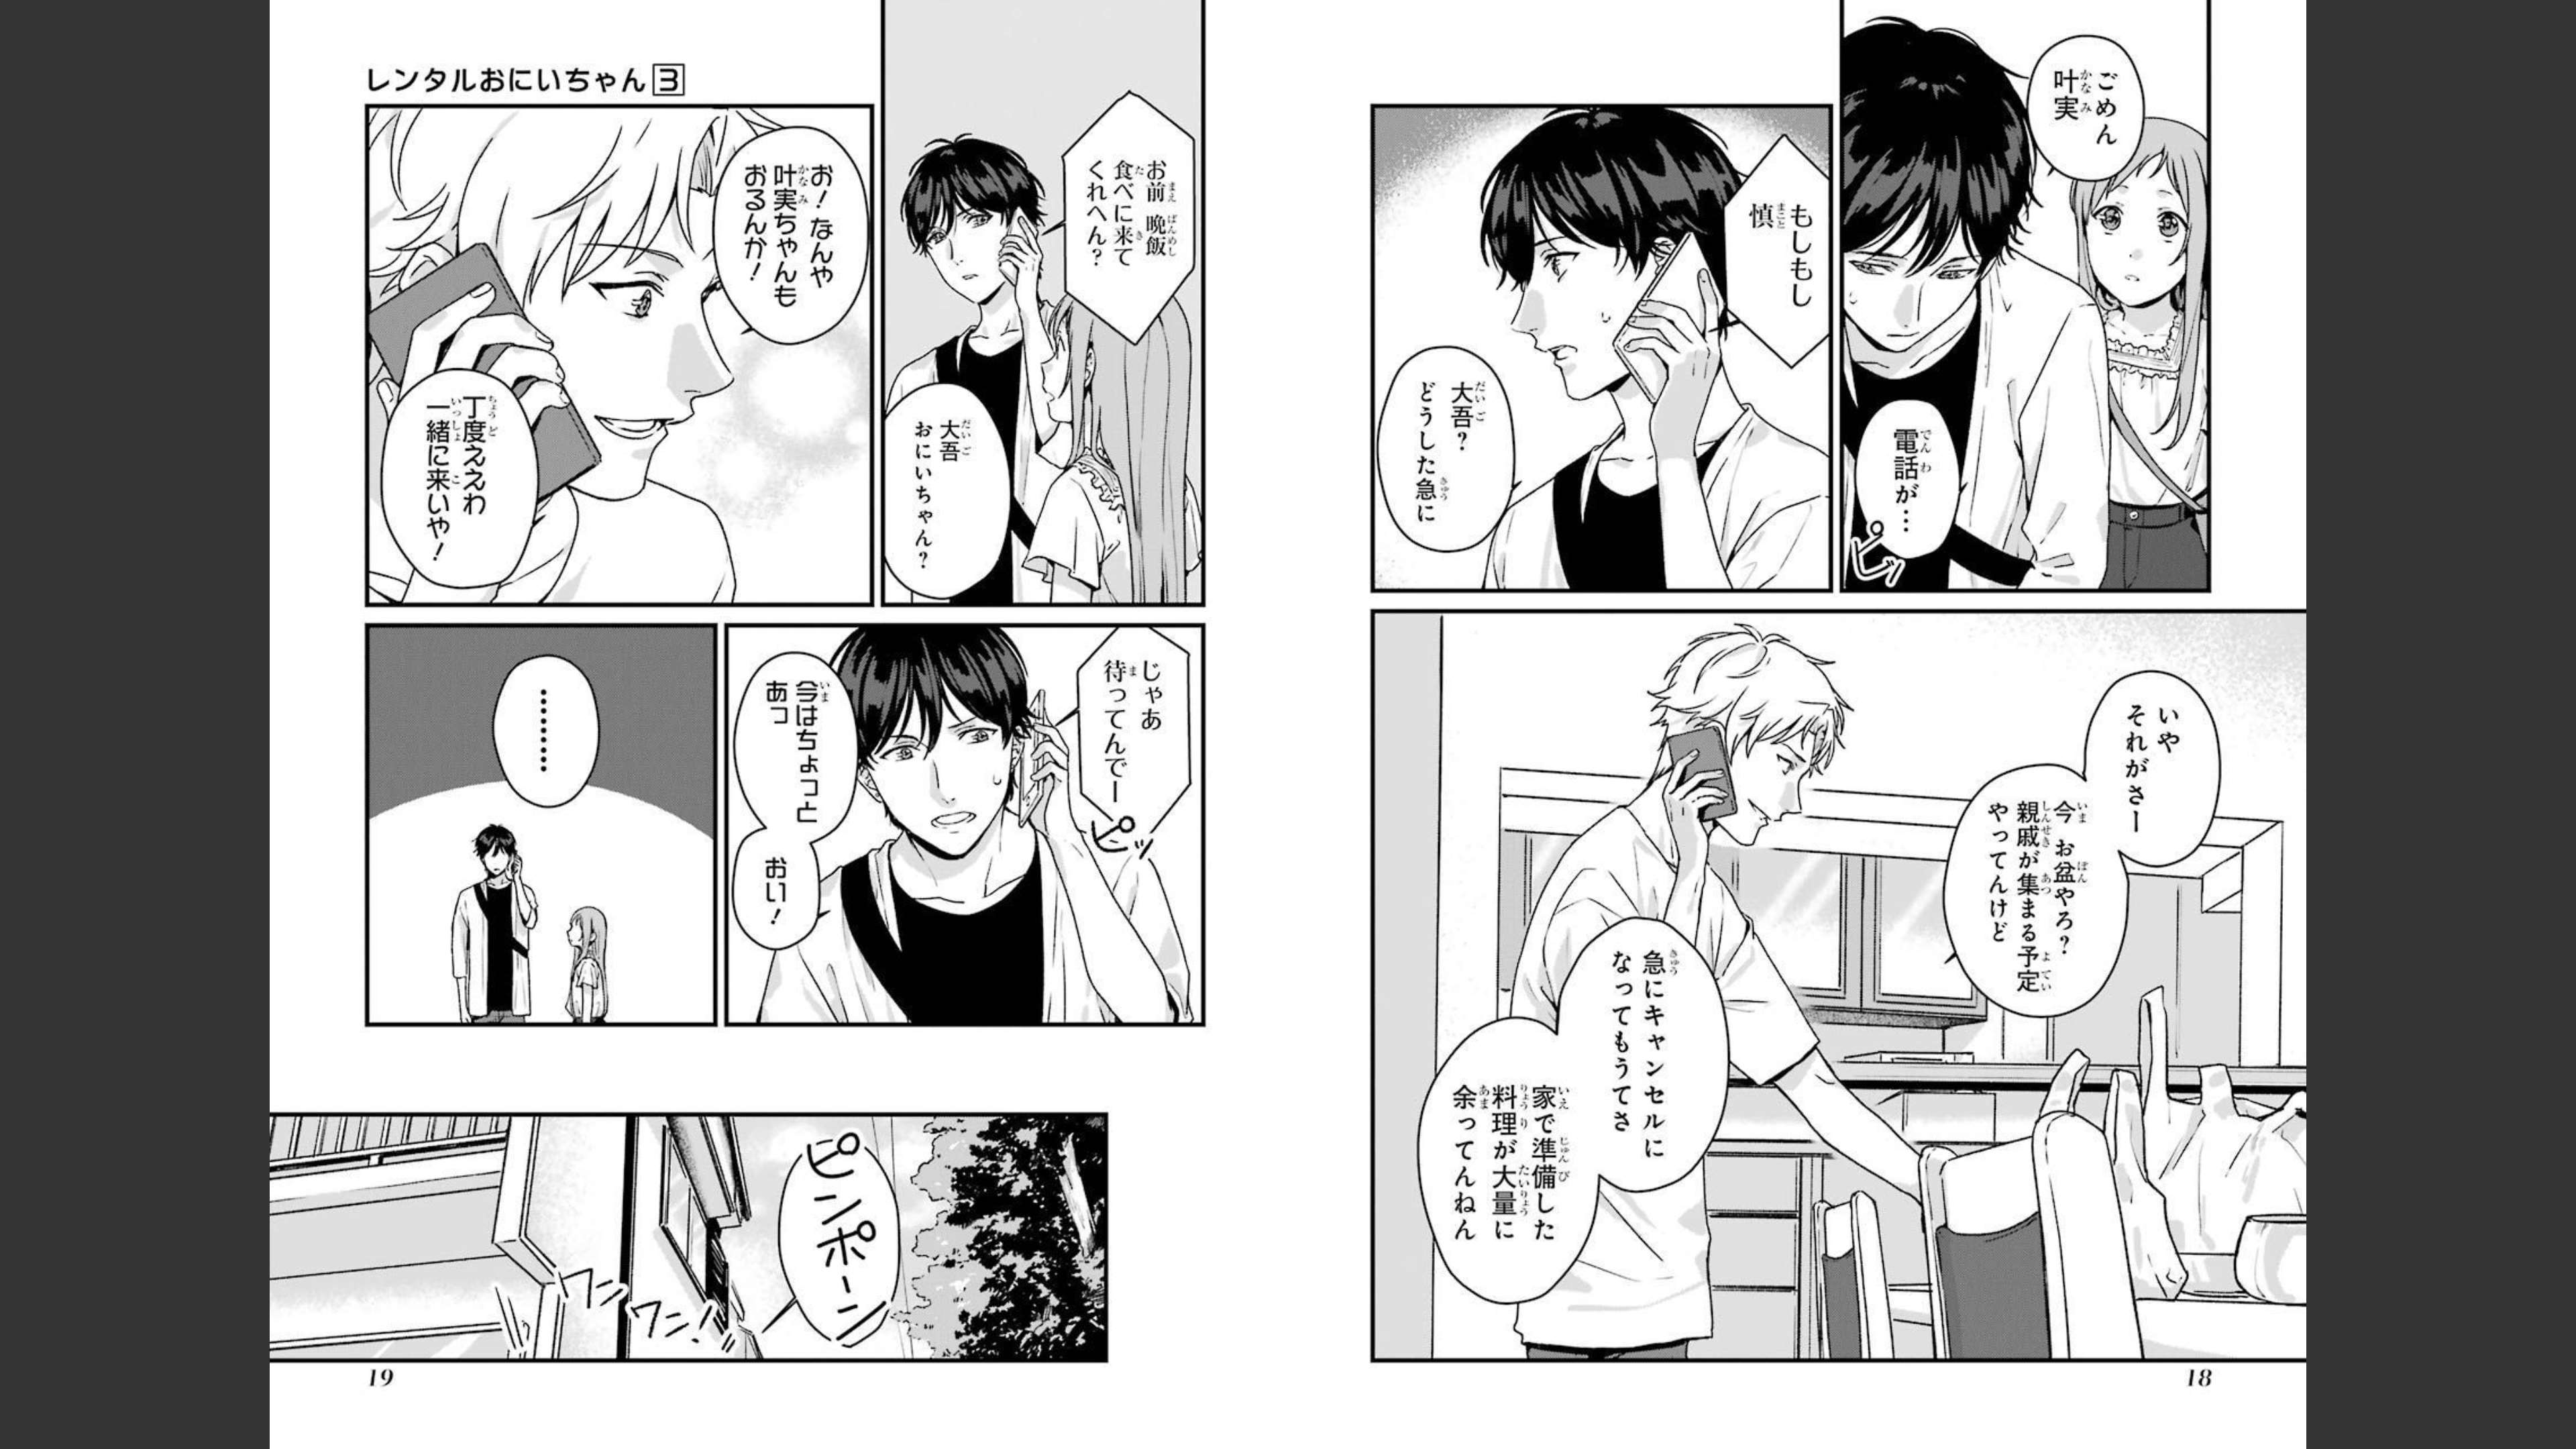 ごめん
叶実
電話が…
ピッ
もしもし
慎
大吾?
どうした急に
いや
それがさー
今 お盆やろ?
親戚が集まる予定
やってんけど
急にキャンセルに
なってもうてさ
家で準備した
料理が大量に
余ってんねん
18
レンタルおにいちゃん3
お前 晩飯
食べに来て
くれへん?
大吾
おにいちゃん?
お!なんや
叶実ちゃんも
おるんか!
丁度ええわ
一緒に来いや!
じゃあ
待ってんでー
ピッ
今はちょっと
あっ
おい!
………
ピンポーン
ワン
ワン!
19